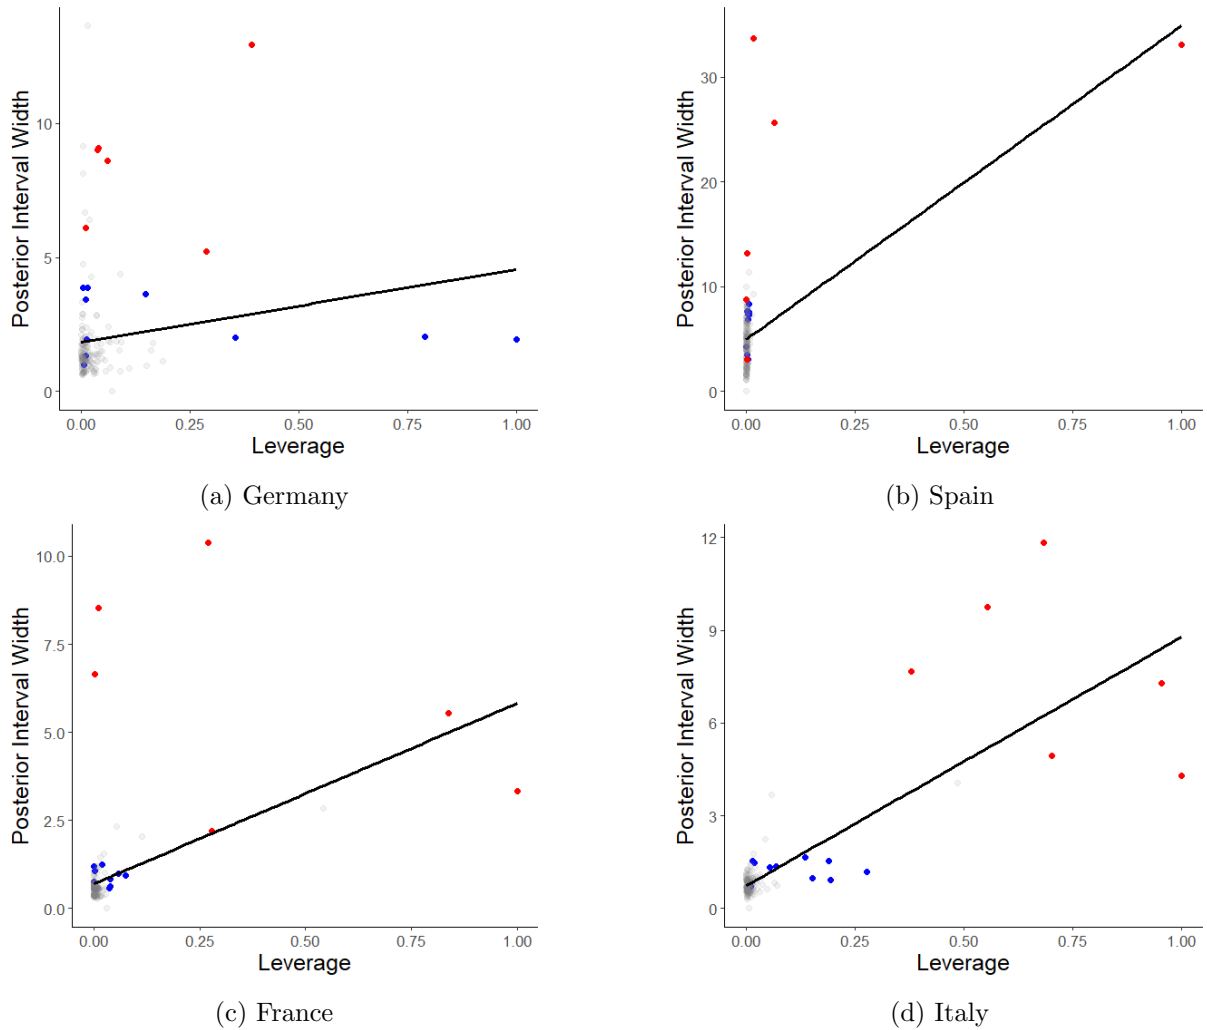 10
5
0
Posterior Interval Width
0.00 0.25 0.50 0.75 1.00
Leverage
(a) Germany
30
20
10
0
Posterior Interval Width
0.00 0.25 0.50 0.75 1.00
Leverage
(b) Spain
10.0
7.5
5.0
2.5
0.0
Posterior Interval Width
0.00 0.25 0.50 0.75 1.00
Leverage
(c) France
12
9
6
3
0
Posterior Interval Width
0.00 0.25 0.50 0.75 1.00
Leverage
(d) Italy